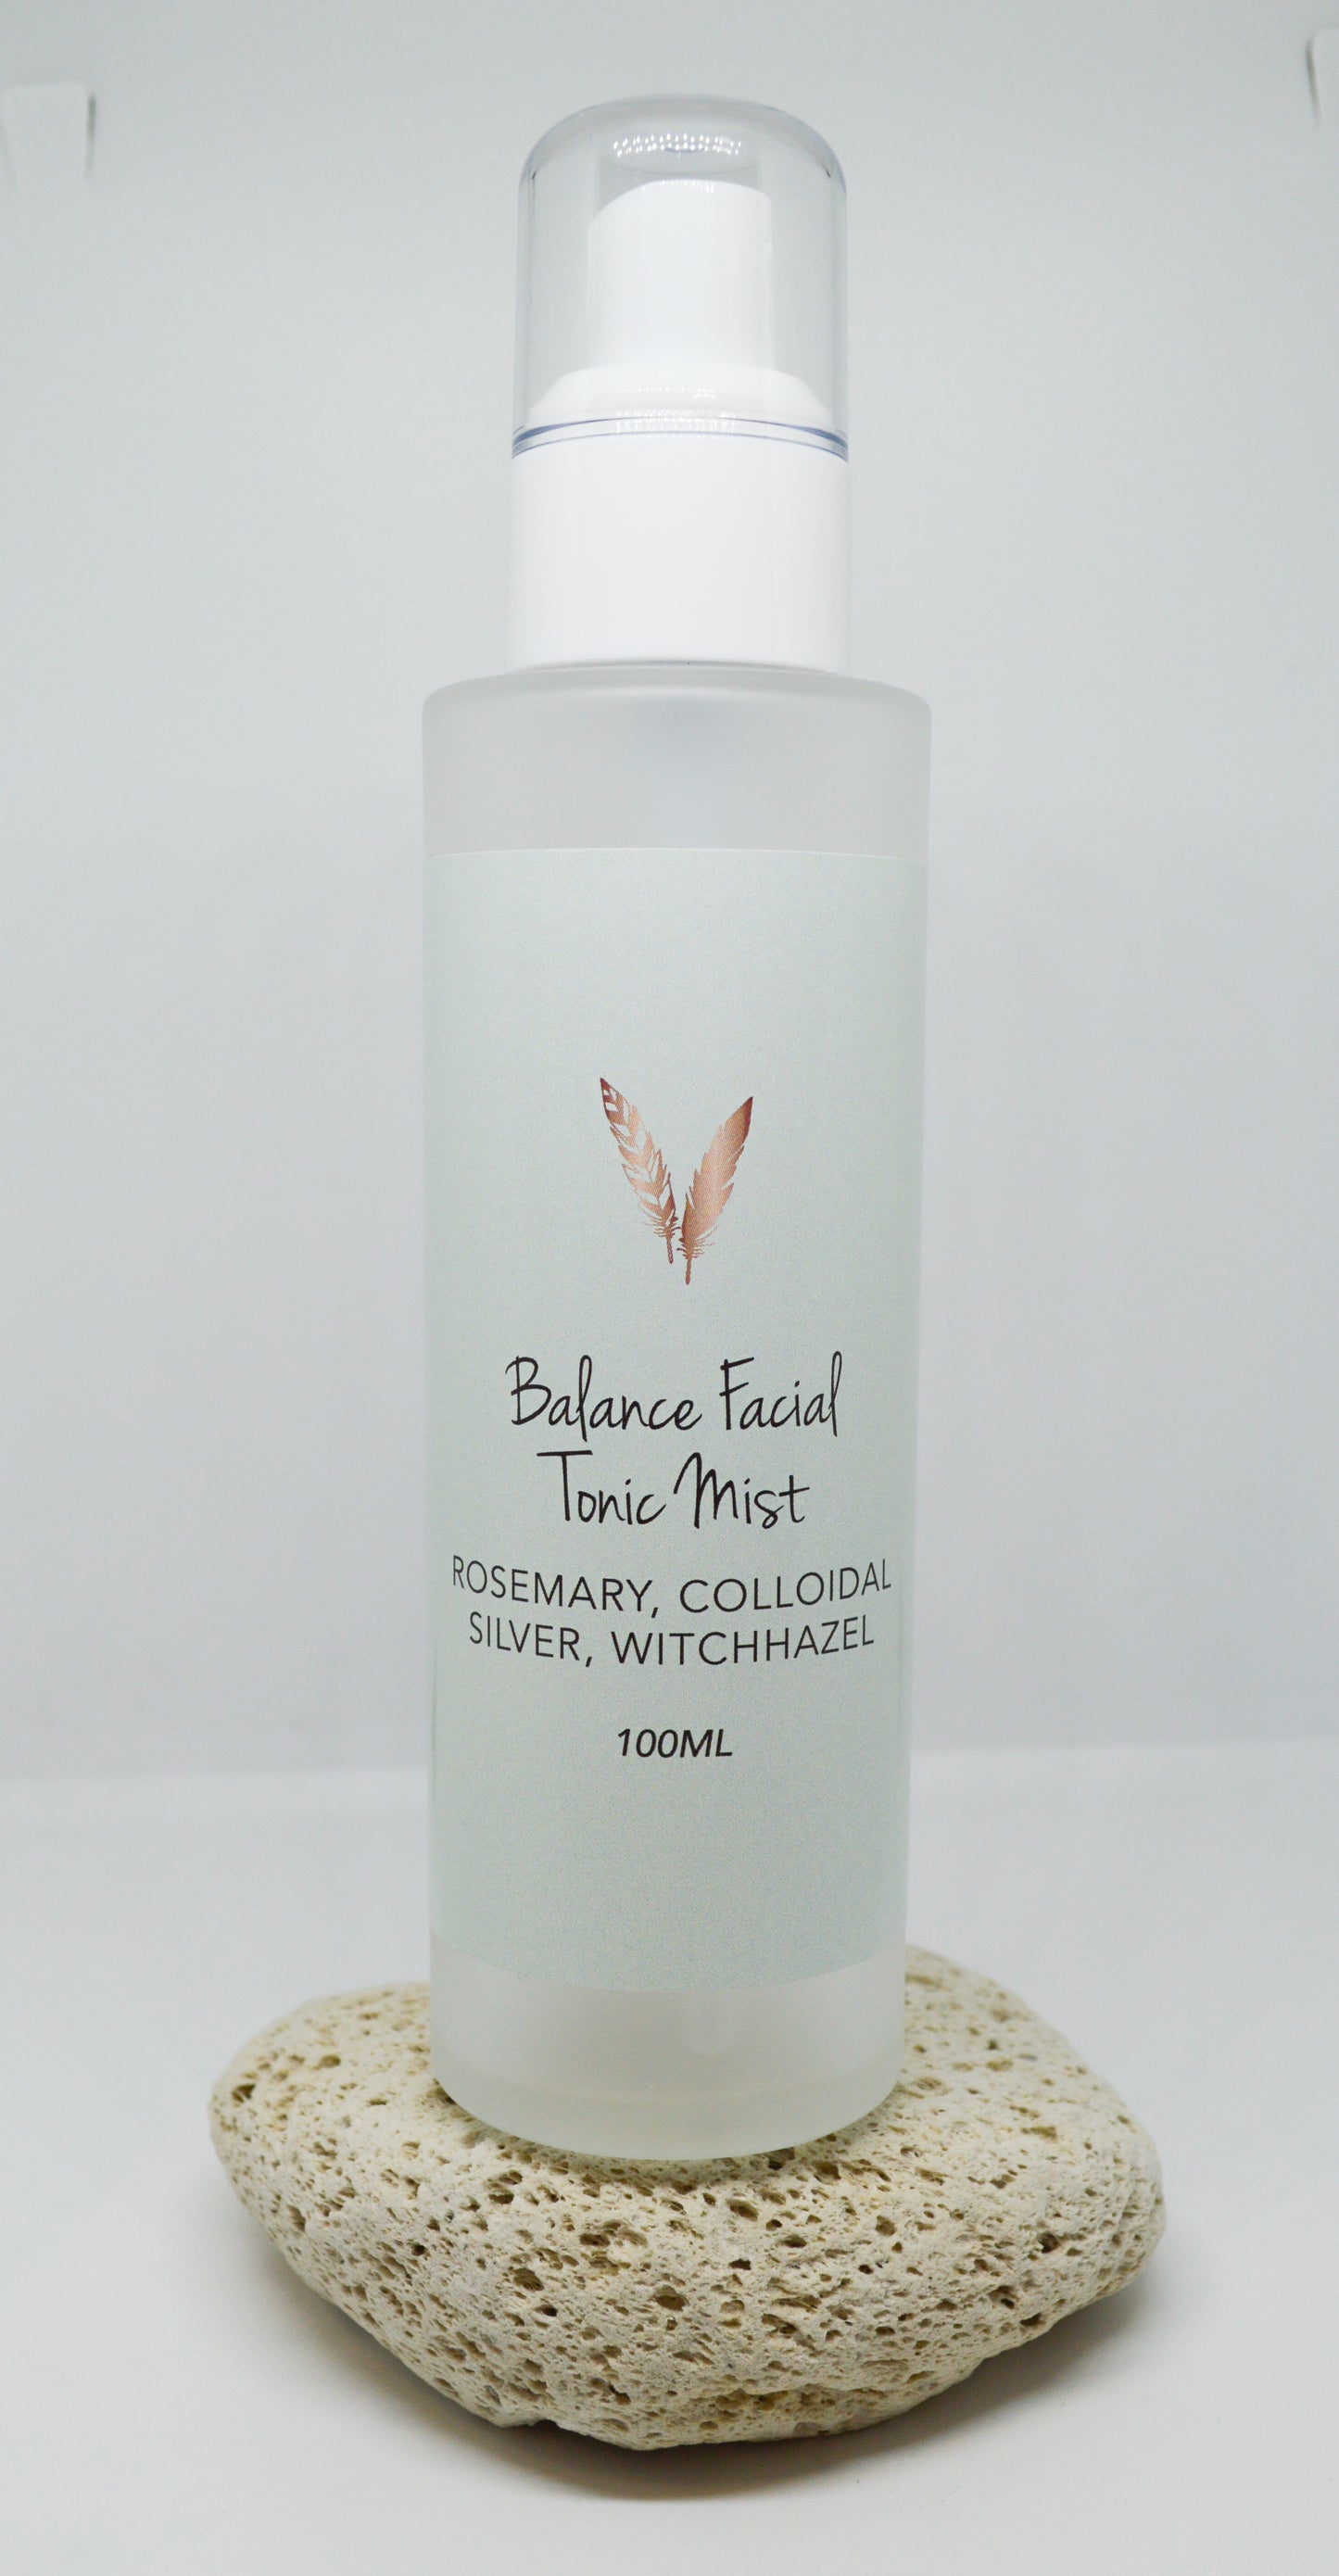 Balance Facial
Tonic Mist
ROSEMARY, COLLOIDAL
SILVER, WITCHHAZEL
100ML